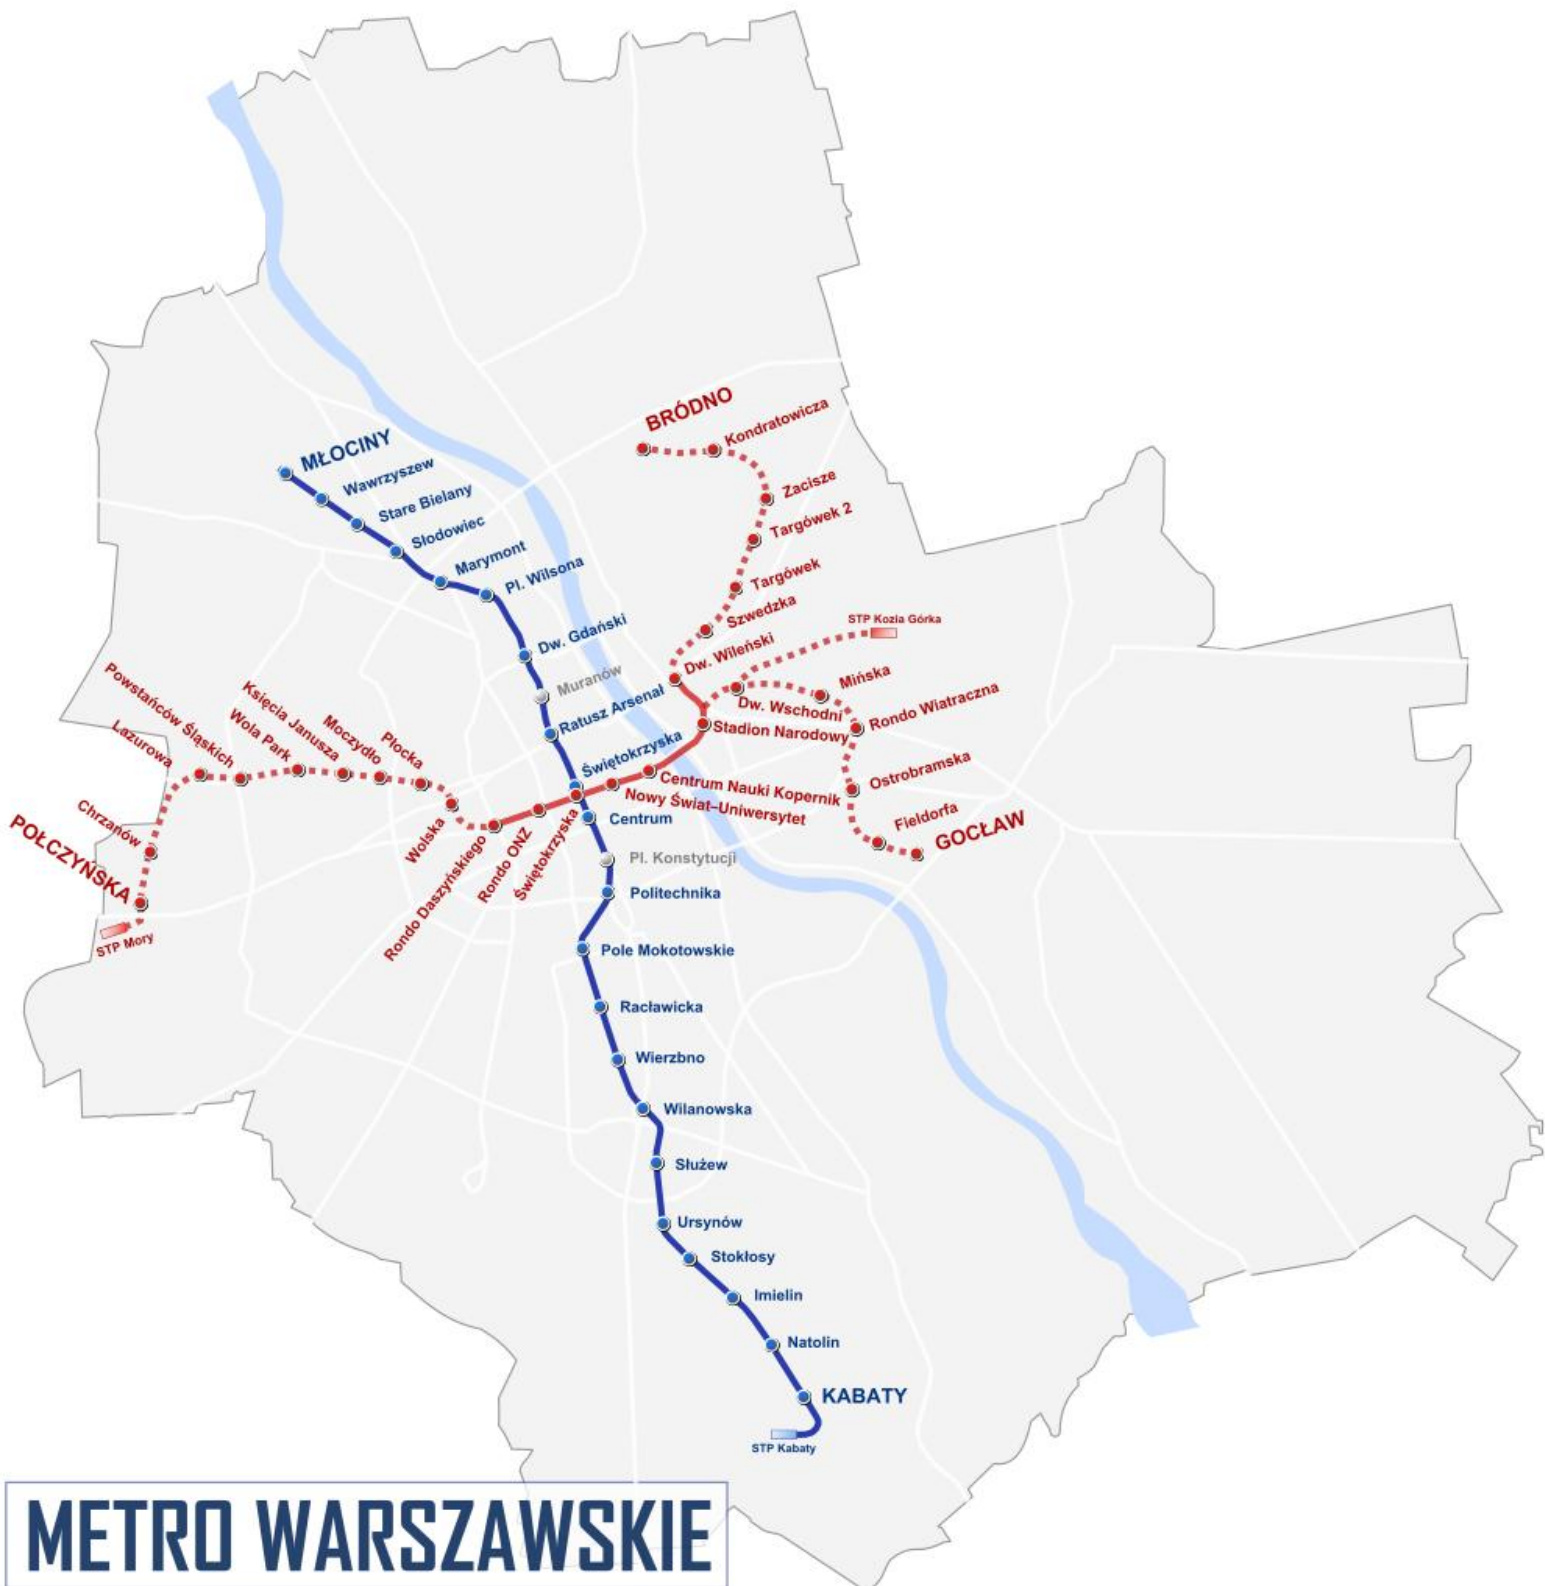 BRÓDNO
Kondratowicza
MŁOCINY
Wawrzyszew
Zacisze
Stare Bielany
Targówek 2
Słodowiec
Marymont
Targówek
Pl. Wilsona
Szwedzka
STP Kozia Górka
Dw. Gdański
Dw. Wileński
Mińska
Muranów
Dw. Wschodni
Rondo Wiatraczna
Ratusz Arsenał
Stadion Narodowy
Powstańców Śląskich
Księcia Janusza
Lazurowa
Wola Park
Moczydło
Płocka
Świętokrzyska
Ostrobramska
Centrum Nauki Kopernik
Nowy Świat–Uniwersytet
Chrzanów
Centrum
Fieldorfa
GOCŁAW
POŁCZYŃSKA
Wolska
Rondo Daszyńskiego
Rondo ONZ
Świętokrzyska
Pl. Konstytucji
Politechnika
STP Mory
Pole Mokotowskie
Racławicka
Wierzbno
Wilanowska
Służew
Ursynów
Stokłosy
Imielin
Natolin
KABATY
STP Kabaty
METRO WARSZAWSKIE